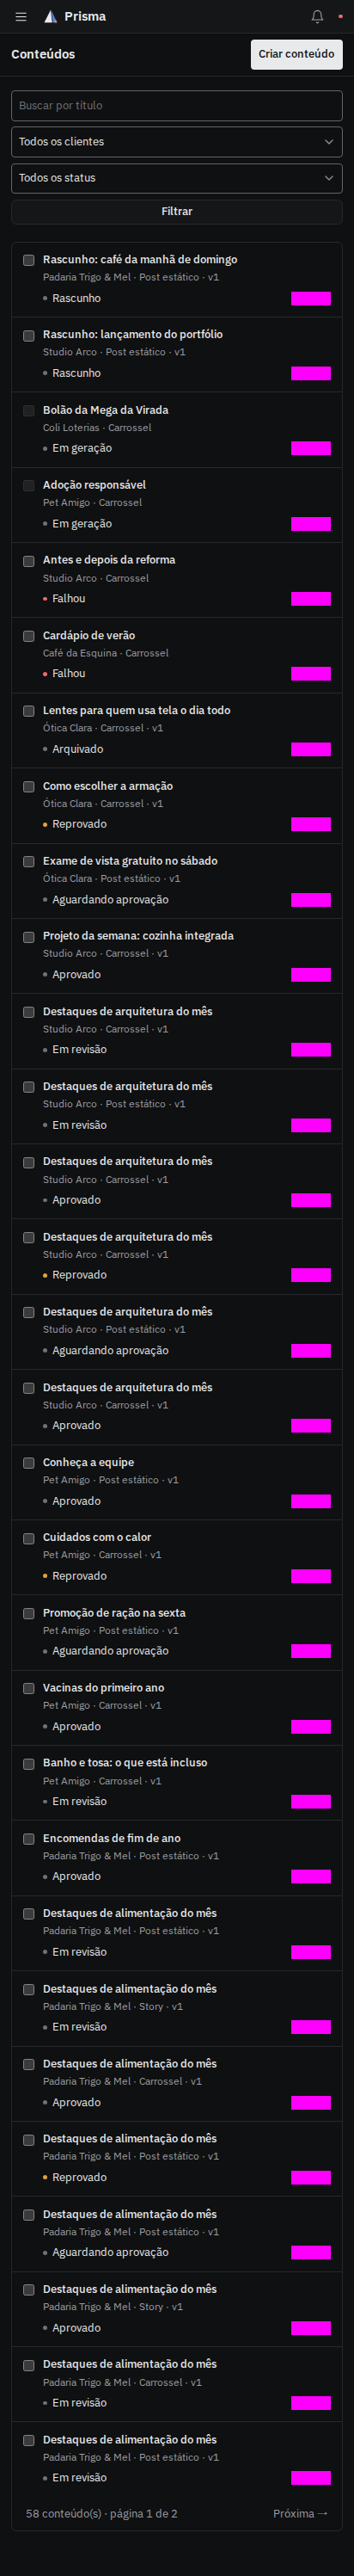 Prisma
Conteúdos
Criar conteúdo
Buscar por título
Todos os clientes
Todos os status
Filtrar
Rascunho: café da manhã de domingo
Padaria Trigo & Mel · Post estático · v1
Rascunho
Rascunho: lançamento do portfólio
Studio Arco · Post estático · v1
Rascunho
Bolão da Mega da Virada
Coli Loterias · Carrossel
Em geração
Adoção responsável
Pet Amigo · Carrossel
Em geração
Antes e depois da reforma
Studio Arco · Carrossel
Falhou
Cardápio de verão
Café da Esquina · Carrossel
Falhou
Lentes para quem usa tela o dia todo
Ótica Clara · Carrossel · v1
Arquivado
Como escolher a armação
Ótica Clara · Carrossel · v1
Reprovado
Exame de vista gratuito no sábado
Ótica Clara · Post estático · v1
Aguardando aprovação
Projeto da semana: cozinha integrada
Studio Arco · Carrossel · v1
Aprovado
Destaques de arquitetura do mês
Studio Arco · Carrossel · v1
Em revisão
Destaques de arquitetura do mês
Studio Arco · Post estático · v1
Em revisão
Destaques de arquitetura do mês
Studio Arco · Carrossel · v1
Aprovado
Destaques de arquitetura do mês
Studio Arco · Carrossel · v1
Reprovado
Destaques de arquitetura do mês
Studio Arco · Post estático · v1
Aguardando aprovação
Destaques de arquitetura do mês
Studio Arco · Carrossel · v1
Aprovado
Conheça a equipe
Pet Amigo · Post estático · v1
Aprovado
Cuidados com o calor
Pet Amigo · Carrossel · v1
Reprovado
Promoção de ração na sexta
Pet Amigo · Post estático · v1
Aguardando aprovação
Vacinas do primeiro ano
Pet Amigo · Carrossel · v1
Aprovado
Banho e tosa: o que está incluso
Pet Amigo · Carrossel · v1
Em revisão
Encomendas de fim de ano
Padaria Trigo & Mel · Post estático · v1
Aprovado
Destaques de alimentação do mês
Padaria Trigo & Mel · Post estático · v1
Em revisão
Destaques de alimentação do mês
Padaria Trigo & Mel · Story · v1
Em revisão
Destaques de alimentação do mês
Padaria Trigo & Mel · Carrossel · v1
Aprovado
Destaques de alimentação do mês
Padaria Trigo & Mel · Post estático · v1
Reprovado
Destaques de alimentação do mês
Padaria Trigo & Mel · Post estático · v1
Aguardando aprovação
Destaques de alimentação do mês
Padaria Trigo & Mel · Story · v1
Aprovado
Destaques de alimentação do mês
Padaria Trigo & Mel · Carrossel · v1
Em revisão
Destaques de alimentação do mês
Padaria Trigo & Mel · Post estático · v1
Em revisão
58 conteúdo(s) · página 1 de 2
Próxima →